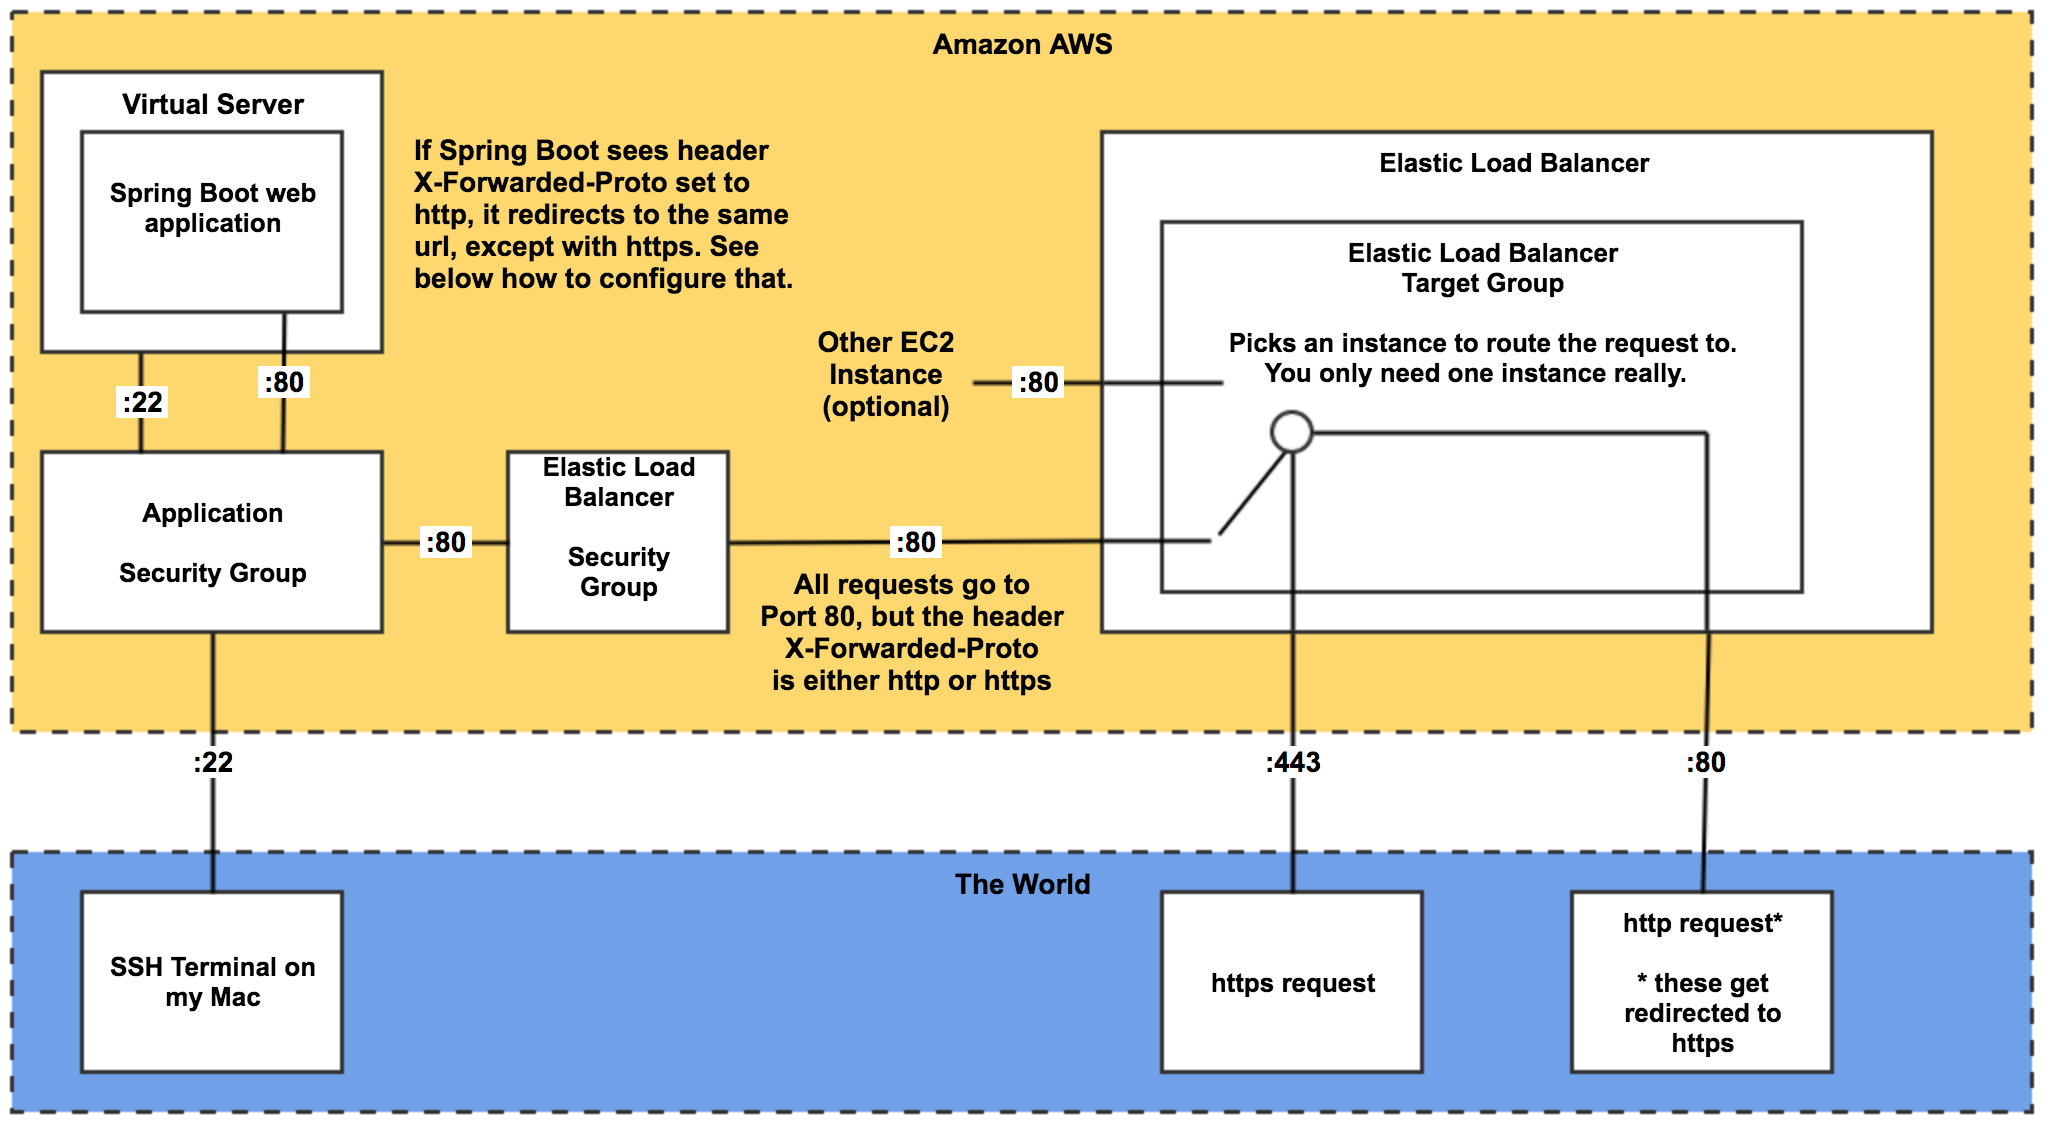 Amazon AWS
Virtual Server
Spring Boot web
application
If Spring Boot sees header
X-Forwarded-Proto set to
http, it redirects to the same
url, except with https. See
below how to configure that.
Elastic Load Balancer
Elastic Load Balancer
Target Group
Picks an instance to route the request to.
You only need one instance really.
Other EC2
Instance
(optional)
:80
:22
:80
Application
Security Group
:80
Elastic Load
Balancer
Security
Group
:80
All requests go to
Port 80, but the header
X-Forwarded-Proto
is either http or https
:22
:443
:80
The World
SSH Terminal on
my Mac
https request
http request*
* these get
redirected to
https